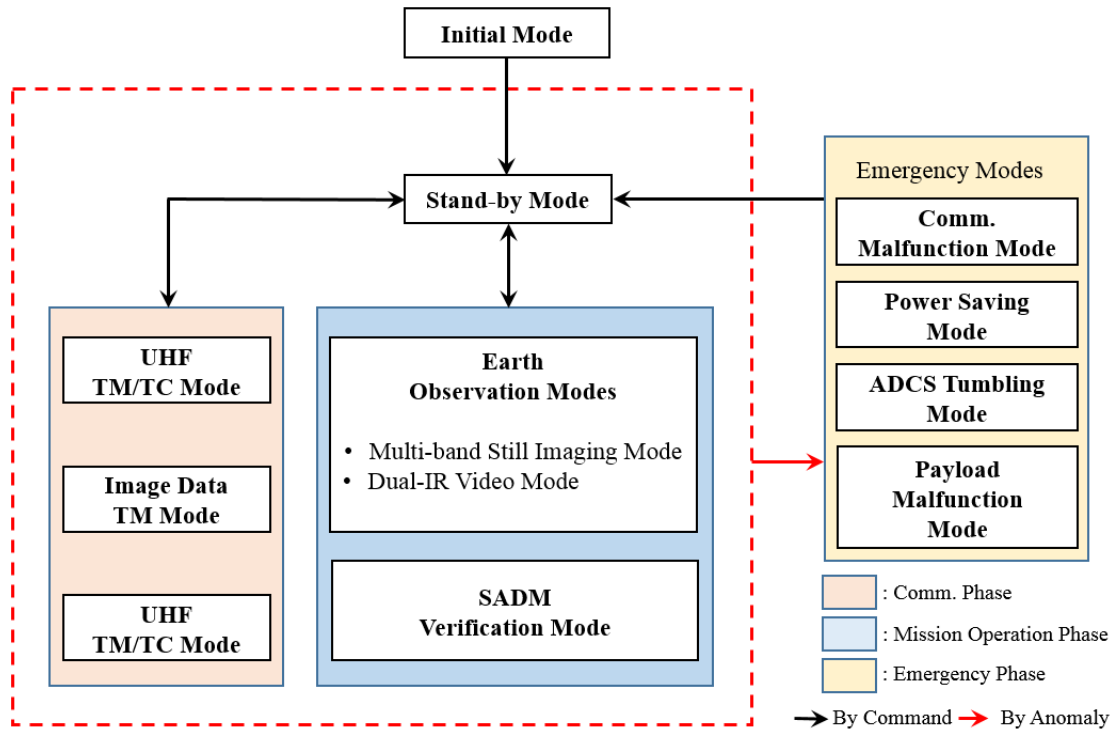 Initial Mode
Stand-by Mode
UHF
TM/TC Mode
Image Data
TM Mode
UHF
TM/TC Mode
Earth
Observation Modes
• Multi-band Still Imaging Mode
• Dual-IR Video Mode
SADM
Verification Mode
Emergency Modes
Comm.
Malfunction Mode
Power Saving
Mode
ADCS Tumbling
Mode
Payload
Malfunction
Mode
: Comm. Phase
: Mission Operation Phase
: Emergency Phase
By Command
By Anomaly